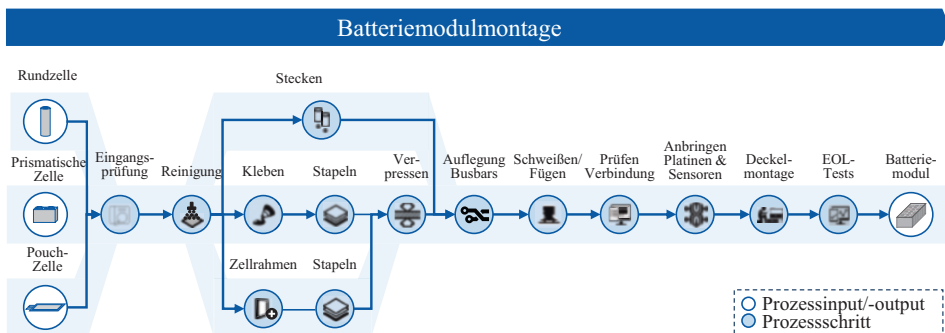 Batteriemodulmontage
Rundzelle
Stecken
Prismatische
Zelle
Eingangs-
prüfung
Reinigung
Kleben
Stapeln
Ver-
pressen
Auflegung
Busbars
Schweißen/
Fügen
Prüfen
Verbindung
Anbringen
Platinen &
Sensoren
Deckel-
montage
EOL-
Tests
Batterie-
modul
Pouch-
Zelle
Zellrahmen
Stapeln
Prozessinput/-output
Prozessschritt